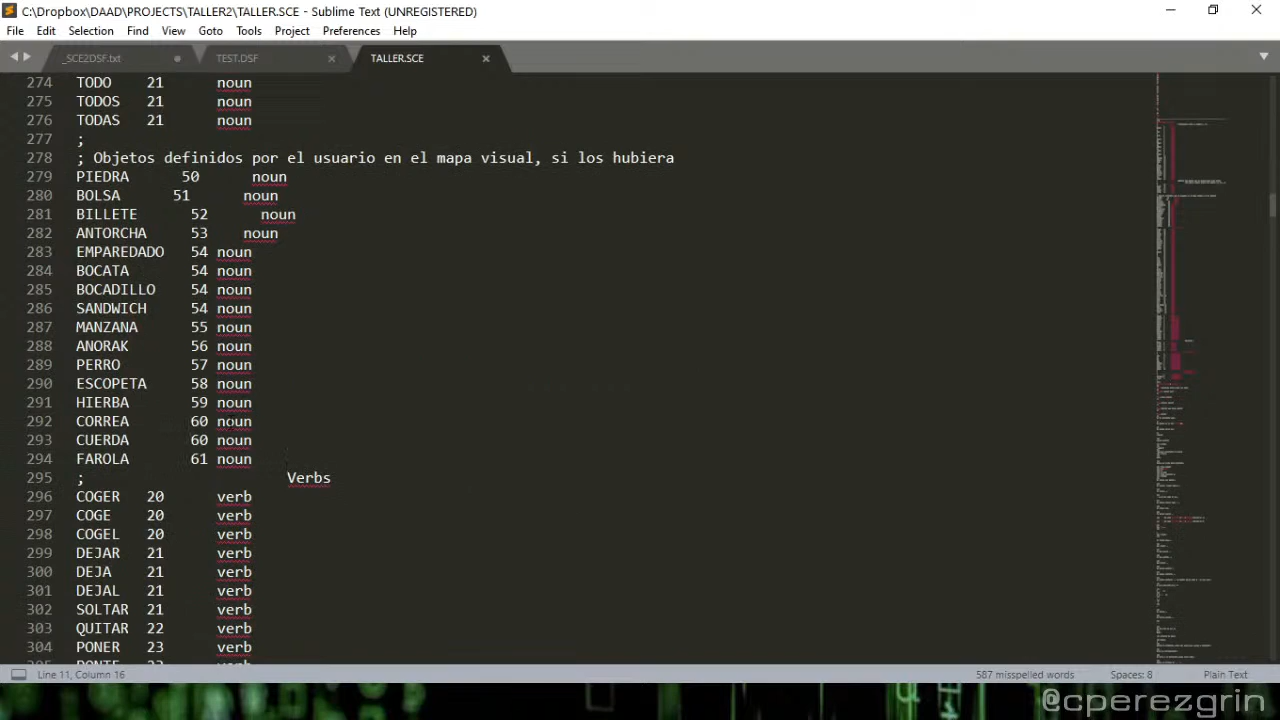 C:\Dropbox\DAAD\PROJECTS\TALLER2\TALLER.SCE - Sublime Text (UNREGISTERED)
File Edit Selection Find View Goto Tools Project Preferences Help
_SCE2DSF.txt TEST.DSF TALLER.SCE
274 TODO 21 noun
275 TODOS 21 noun
276 TODAS 21 noun
277 ;
278 ; Objetos definidos por el usuario en el mapa visual, si los hubiera
279 PIEDRA 50 noun
280 BOLSA 51 noun
281 BILLETE 52 noun
282 ANTORCHA 53 noun
283 EMPAREDADO 54 noun
284 BOCATA 54 noun
285 BOCADILLO 54 noun
286 SANDWICH 54 noun
287 MANZANA 55 noun
288 ANORAK 56 noun
289 PERRO 57 noun
290 ESCOPETA 58 noun
291 HIERBA 59 noun
292 CORREA 60 noun
293 CUERDA 60 noun
294 FAROLA 61 noun
295 ; Verbs
296 COGER 20 verb
297 COGE 20 verb
298 COGEL 20 verb
299 DEJAR 21 verb
300 DEJA 21 verb
301 DEJAL 21 verb
302 SOLTAR 21 verb
303 QUITAR 22 verb
304 PONER 23 verb
Line 11, Column 16 587 misspelled words Spaces: 8 Plain Text
@cperezgrin